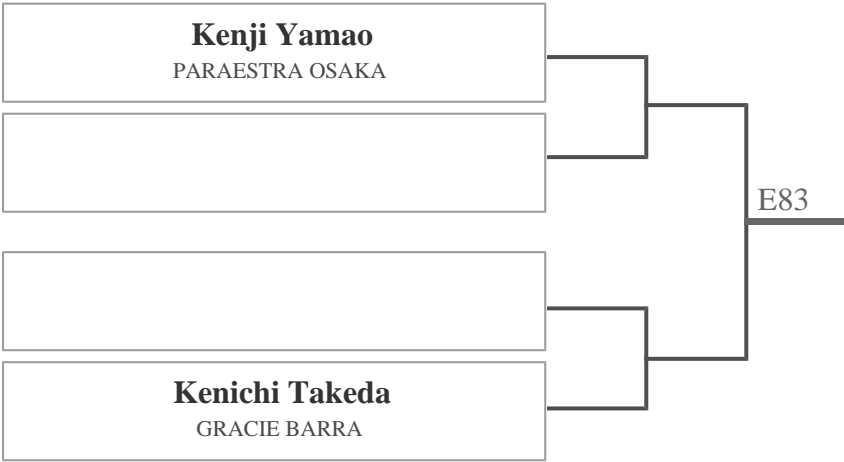 Kenji Yamao
PARAESTRA OSAKA
E83
Kenichi Takeda
GRACIE BARRA